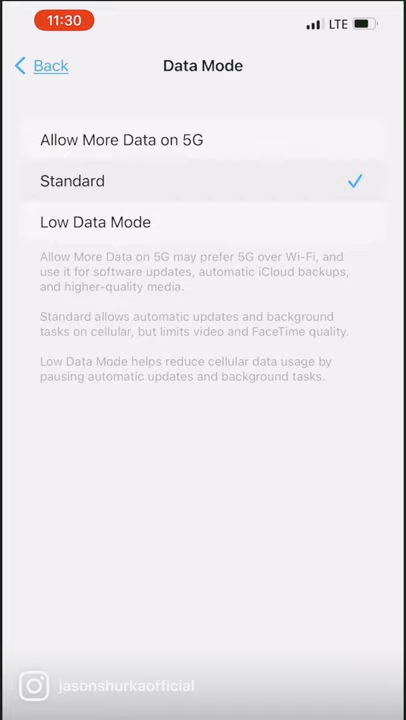 11:30
LTE
Back
Data Mode
Allow More Data on 5G
Standard
Low Data Mode
Allow More Data on 5G may prefer 5G over Wi-Fi, and
use it for software updates, automatic iCloud backups,
and higher-quality media.
Standard allows automatic updates and background
tasks on cellular, but limits video and FaceTime quality.
Low Data Mode helps reduce cellular data usage by
pausing automatic updates and background tasks.
jasonshurkaofficial